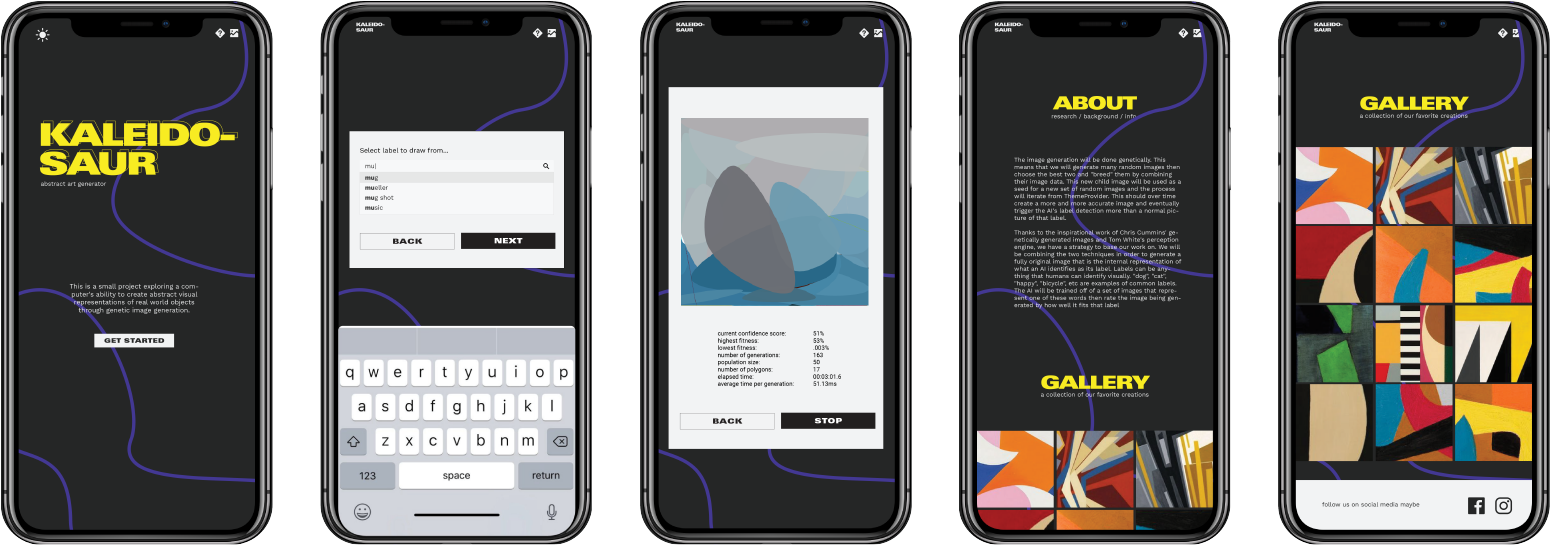 KALEIDO-
SAUR
abstract art generator
This is a small project exploring a com-
puter's ability to create abstract visual
representations of real world objects
through genetic image generation.
GET STARTED
KALEIDO-
SAUR
Select label to draw from...
mu
mug
mueller
mug shot
music
BACK
NEXT
q w e r t y u i o p
a s d f g h j k l
z x c v b n m
123
space
return
KALEIDO-
SAUR
current confidence score: 51%
highest fitness: 53%
lowest fitness: .003%
number of generations: 163
population size: 50
number of polygons: 17
elapsed time: 00:03:01.6
average time per generation: 51.13ms
BACK
STOP
KALEIDO-
SAUR
ABOUT
research / background / info
The image generation will be done genetically. This
means that we will generate many random images then
choose the best two and "breed" them by combining
their image data. This new child image will be used as a
seed for a new set of random images and the process
will iterate from ThemeProvider. This should over time
create a more and more accurate image and eventually
trigger the AI's label detection more than a normal pic-
ture of that label.
Thanks to the inspirational work of Chris Cummins' ge-
netically generated images and Tom White's perception
engine, we have a strategy to base our work on. We will
be combining the two techniques in order to generate a
fully original image that is the internal representation of
what an AI identifies as its label. Labels can be any-
thing that humans can identify visually. "dog", "cat",
"happy", "bicycle", etc are examples of common labels.
The AI will be trained off of a set of images that repre-
sent one of these words then rate the image being gen-
erated by how well it fits that label
GALLERY
a collection of our favorite creations
KALEIDO-
SAUR
GALLERY
a collection of our favorite creations
follow us on social media maybe